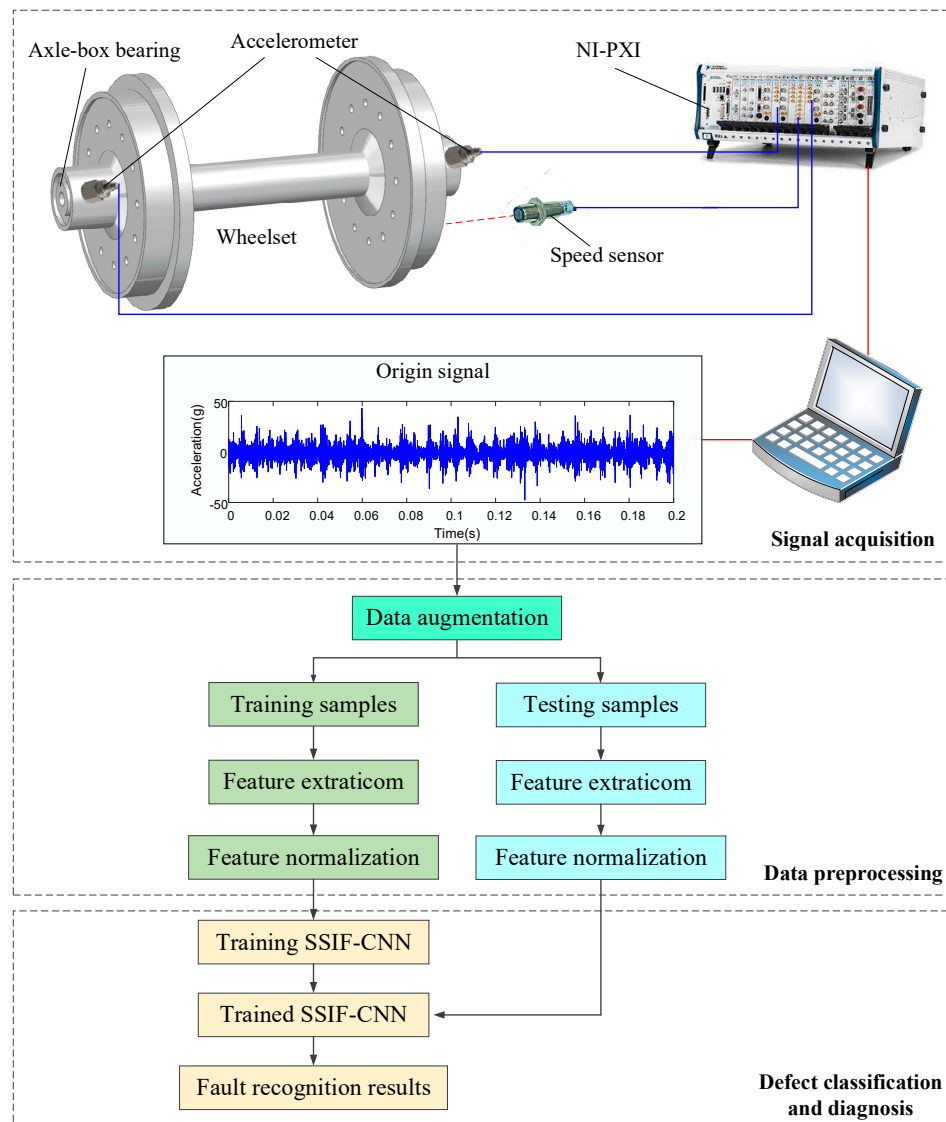 Axle-box bearing
Accelerometer
NI-PXI
Wheelset
Speed sensor
Origin signal
Acceleration(g)
50
0
-50
0 0.02 0.04 0.06 0.08 0.1 0.12 0.14 0.16 0.18 0.2
Time(s)
Signal acquisition
Data augmentation
Training samples
Testing samples
Feature extraticom
Feature extraticom
Feature normalization
Feature normalization
Data preprocessing
Training SSIF-CNN
Trained SSIF-CNN
Fault recognition results
Defect classification
and diagnosis